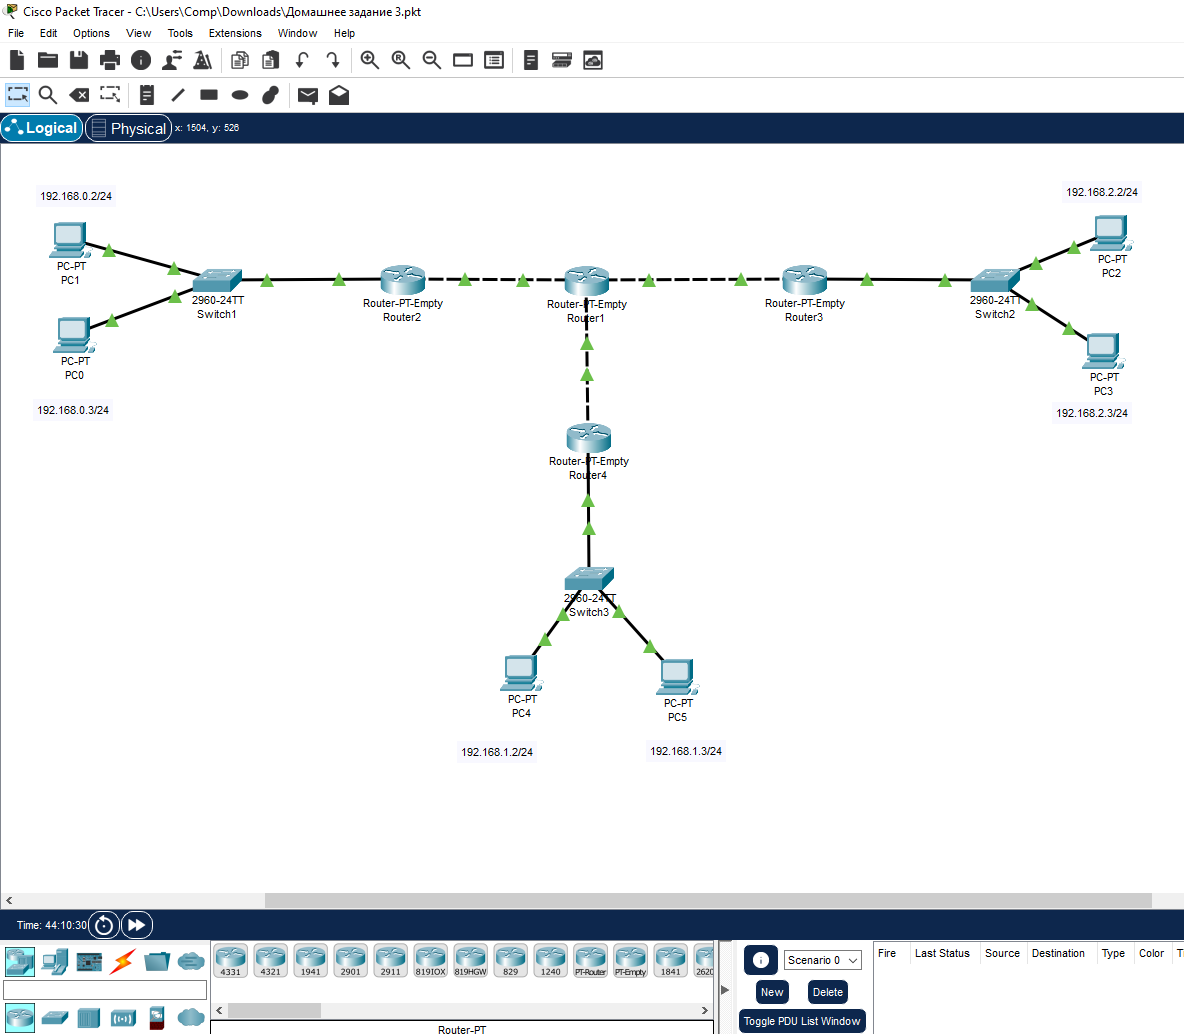 Cisco Packet Tracer - C:\Users\Comp\Downloads\Домашнее задание 3.pkt
File Edit Options View Tools Extensions Window Help
Logical Physical x: 1504, y: 526
192.168.0.2/24
192.168.2.2/24
PC-PT
PC1
PC-PT
PC2
2960-24TT
Switch1
Router-PT-Empty
Router2
Router-PT-Empty
Router1
Router-PT-Empty
Router3
2960-24TT
Switch2
PC-PT
PC0
PC-PT
PC3
192.168.0.3/24
192.168.2.3/24
Router-PT-Empty
Router4
2960-24TT
Switch3
PC-PT
PC4
PC-PT
PC5
192.168.1.2/24
192.168.1.3/24
Time: 44:10:30
4331 4321 1941 2901 2911 819IOX 819HGW 829 1240 PT-Router PT-Empty 1841 2620
Scenario 0
New Delete
Toggle PDU List Window
Fire Last Status Source Destination Type Color
Router-PT